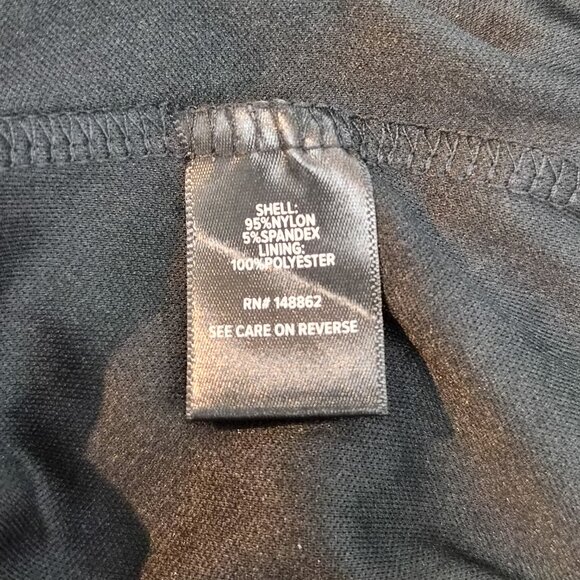 SHELL:
95%NYLON
5%SPANDEX
LINING:
100%POLYESTER
RN# 148862
SEE CARE ON REVERSE